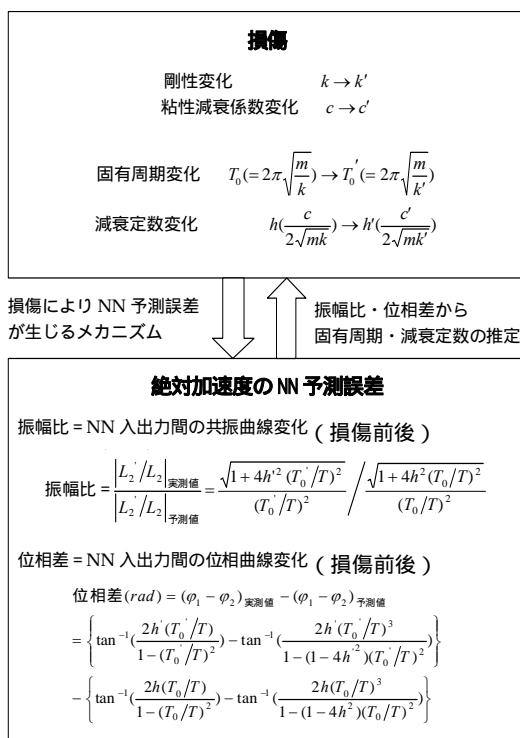 損傷
剛性変化 k → k′
粘性減衰係数変化 c → c′
固有周期変化 T₀(= 2π√(m/k)) → T₀′(= 2π√(m/k′))
減衰定数変化 h(c/(2√(mk))) → h′(c′/(2√(mk′)))
損傷により NN 予測誤差
が生じるメカニズム
振幅比・位相差から
固有周期・減衰定数の推定
絶対加速度の NN 予測誤差
振幅比 = NN 入出力間の共振曲線変化 ( 損傷前後 )
振幅比 = |L₂′/L₂|実測値 / |L₂′/L₂|予測値 = √(1 + 4h′²(T₀′/T)²) / (T₀′/T)² / √(1 + 4h²(T₀/T)²) / (T₀/T)²
位相差 = NN 入出力間の位相曲線変化 ( 損傷前後 )
位相差(rad) = (φ₁ − φ₂)実測値 − (φ₁ − φ₂)予測値
= {tan⁻¹(2h′(T₀′/T) / (1 − (T₀′/T)²)) − tan⁻¹(2h′(T₀′/T)³ / (1 − (1 − 4h′²)(T₀′/T)²))}
− {tan⁻¹(2h(T₀/T) / (1 − (T₀/T)²)) − tan⁻¹(2h(T₀/T)³ / (1 − (1 − 4h²)(T₀/T)²))}